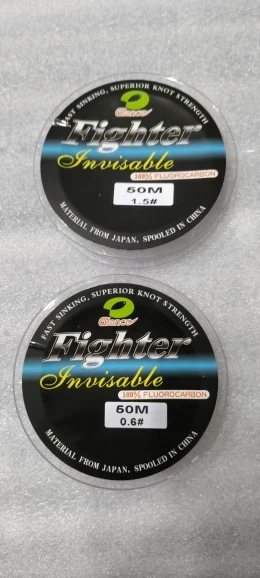 FAST SINKING, SUPERIOR KNOT STRENGTH
Fighter
Invisable
100% FLUOROCARBON
50M
1.5#
MATERIAL FROM JAPAN, SPOOLED IN CHINA
FAST SINKING, SUPERIOR KNOT STRENGTH
Fighter
Invisable
100% FLUOROCARBON
50M
0.6#
MATERIAL FROM JAPAN, SPOOLED IN CHINA